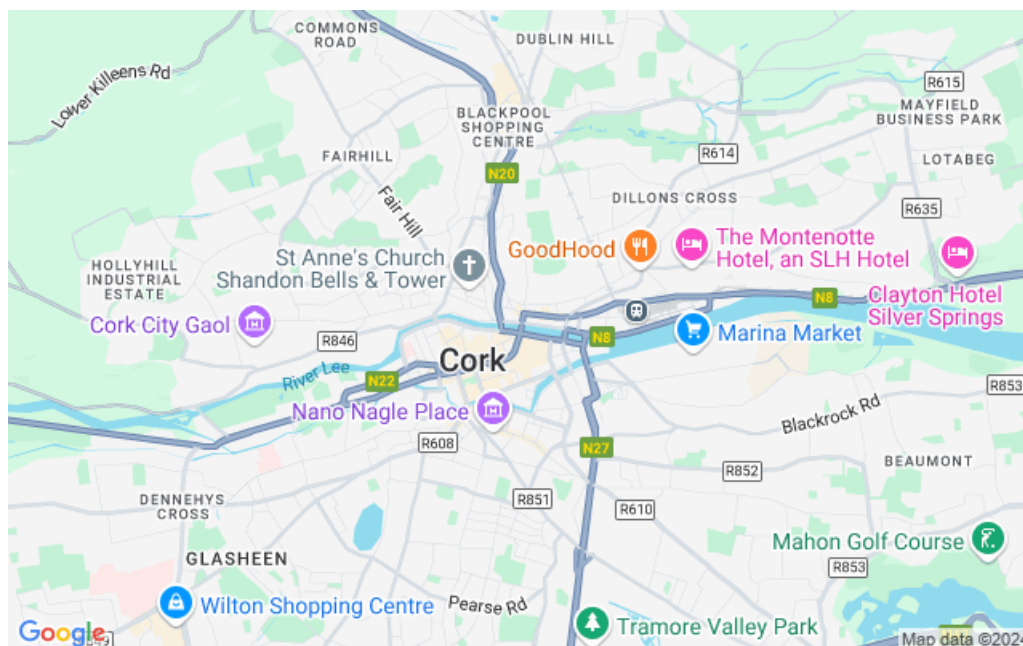 COMMONS
ROAD
DUBLIN HILL
Lower Killeens Rd
R615
BLACKPOOL
SHOPPING
CENTRE
MAYFIELD
BUSINESS PARK
FAIRHILL
R614
LOTABEG
N20
Fair Hill
DILLONS CROSS
R635
St Anne's Church
Shandon Bells & Tower
GoodHood
The Montenotte
Hotel, an SLH Hotel
HOLLYHILL
INDUSTRIAL
ESTATE
Clayton Hotel
Silver Springs
N8
Cork City Gaol
R846
N8
Marina Market
Cork
River Lee
N22
R853
Nano Nagle Place
Blackrock Rd
R608
N27
R852
BEAUMONT
DENNEHYS
CROSS
R851
R610
GLASHEEN
Mahon Golf Course
R853
Wilton Shopping Centre
Pearse Rd
Tramore Valley Park
Google
Map data ©2024